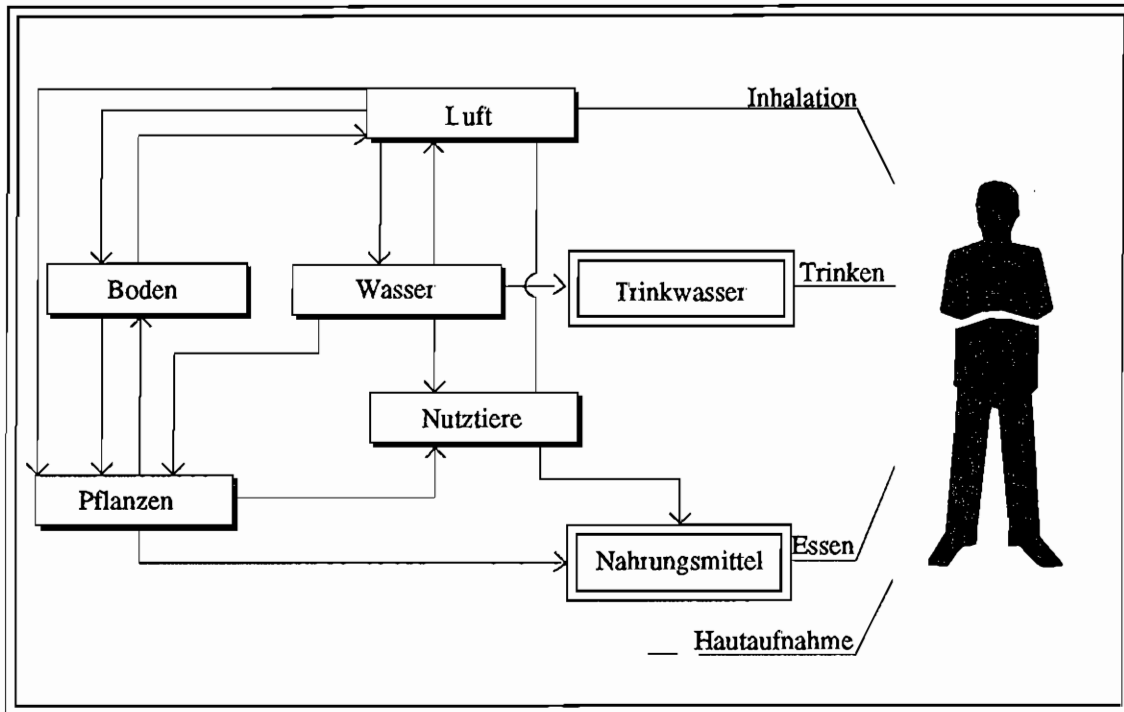 Luft
Inhalation
Boden
Wasser
Trinkwasser
Trinken
Nutztiere
Pflanzen
Nahrungsmittel
Essen
Hautaufnahme